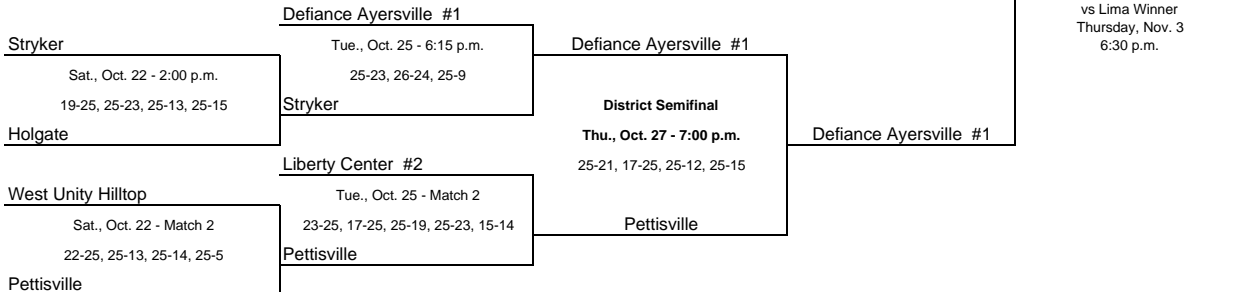 Defiance Ayersville #1
vs Lima Winner
Thursday, Nov. 3
6:30 p.m.
Stryker
Tue., Oct. 25 - 6:15 p.m.
Defiance Ayersville #1
Sat., Oct. 22 - 2:00 p.m.
25-23, 26-24, 25-9
19-25, 25-23, 25-13, 25-15
Stryker
District Semifinal
Holgate
Thu., Oct. 27 - 7:00 p.m.
Defiance Ayersville #1
Liberty Center #2
25-21, 17-25, 25-12, 25-15
West Unity Hilltop
Tue., Oct. 25 - Match 2
Sat., Oct. 22 - Match 2
23-25, 17-25, 25-19, 25-23, 15-14
Pettisville
22-25, 25-13, 25-14, 25-5
Pettisville
Pettisville